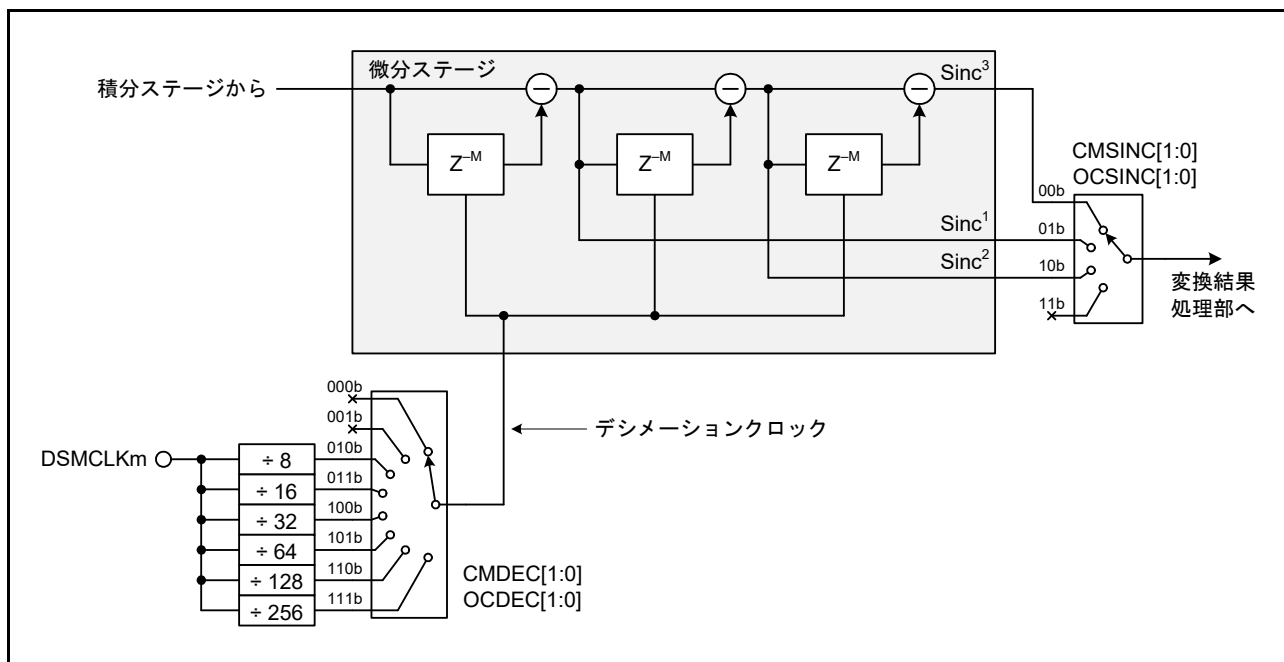 微分ステージ
Sinc³
積分ステージから
−
−
−
Z⁻ᴹ
Z⁻ᴹ
Z⁻ᴹ
CMSINC[1:0]
OCSINC[1:0]
00b
Sinc¹
01b
Sinc²
10b
11b
変換結果
処理部へ
000b
001b
デシメーションクロック
DSMCLKm
÷ 8
010b
÷ 16
011b
÷ 32
100b
÷ 64
101b
÷ 128
110b
÷ 256
111b
CMDEC[1:0]
OCDEC[1:0]